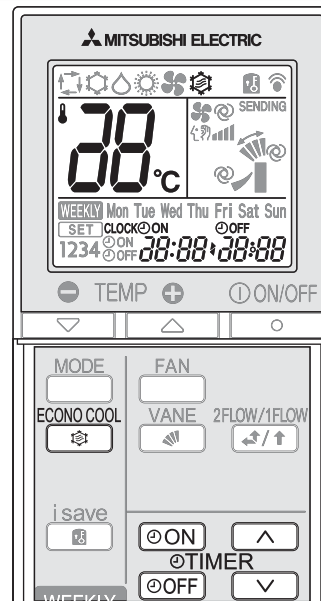 MITSUBISHI ELECTRIC
SENDING
88 °C
WEEKLY Mon Tue Wed Thu Fri Sat Sun
SET CLOCK ON OFF
1234 ON OFF 88:88 88:88
TEMP ON/OFF
MODE FAN
ECONO COOL VANE 2FLOW/1FLOW
i save
ON
TIMER
OFF
WEEKLY